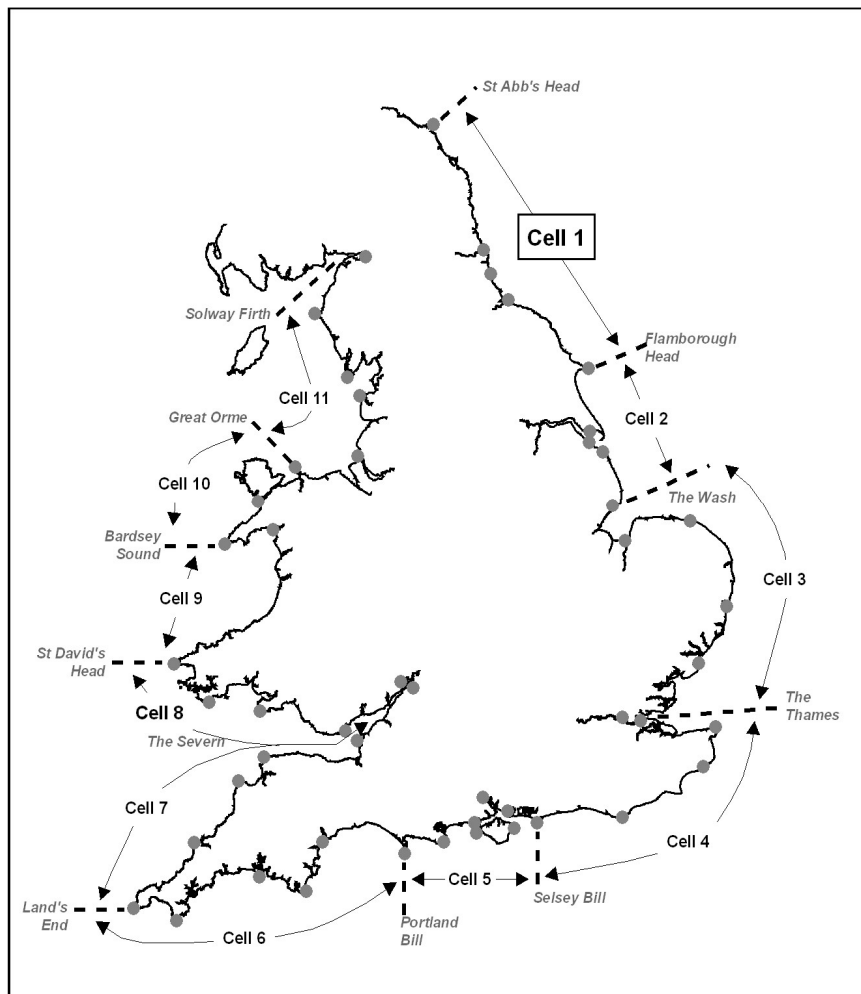 St Abb's Head
Cell 1
Solway Firth
Flamborough
Head
Cell 11
Cell 2
Great Orme
Cell 10
The Wash
Bardsey
Sound
Cell 3
Cell 9
St David's
Head
The
Thames
Cell 8
The Severn
Cell 7
Cell 4
Cell 5
Land's
End
Selsey Bill
Cell 6
Portland
Bill